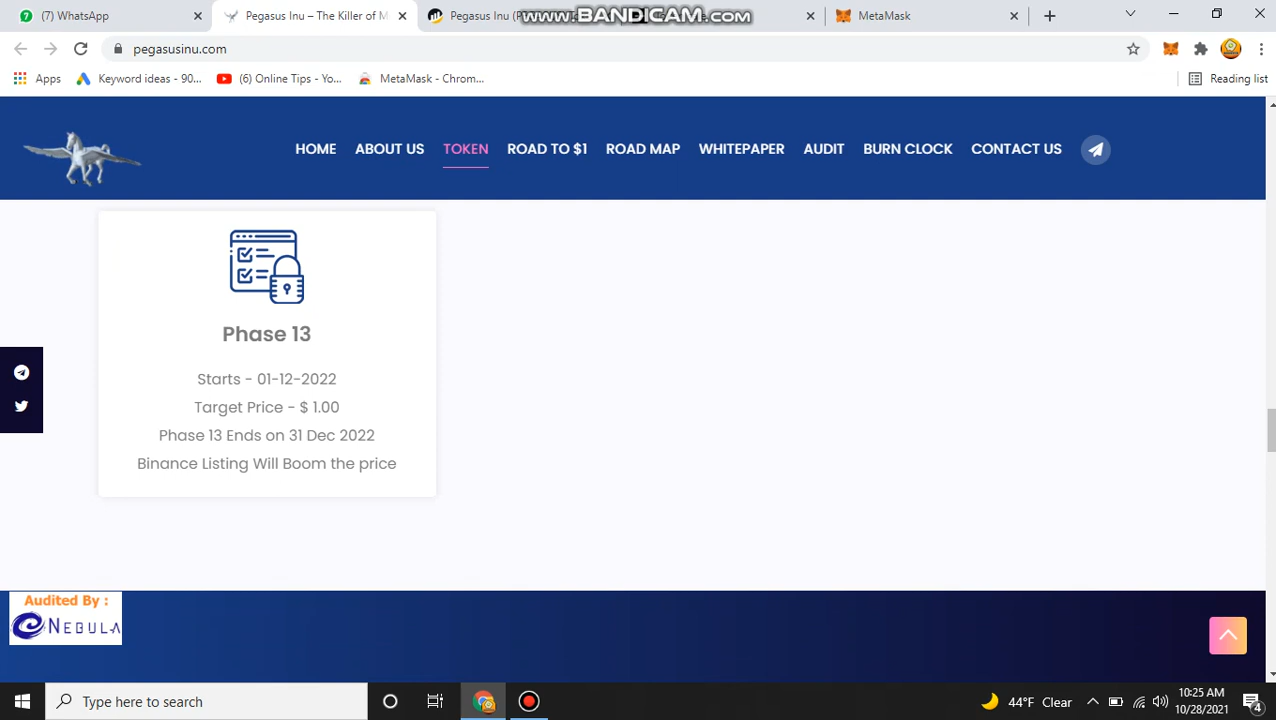 (7) WhatsApp
Pegasus Inu – The Killer of M
Pegasus Inu (
www.BANDICAM.com
MetaMask
pegasusinu.com
Apps
Keyword ideas - 90...
(6) Online Tips - Yo...
MetaMask - Chrom...
Reading list
HOME
ABOUT US
TOKEN
ROAD TO $1
ROAD MAP
WHITEPAPER
AUDIT
BURN CLOCK
CONTACT US
Phase 13
Starts - 01-12-2022
Target Price - $ 1.00
Phase 13 Ends on 31 Dec 2022
Binance Listing Will Boom the price
Audited By :
NEBULA
Type here to search
44°F Clear
10:25 AM
10/28/2021
4